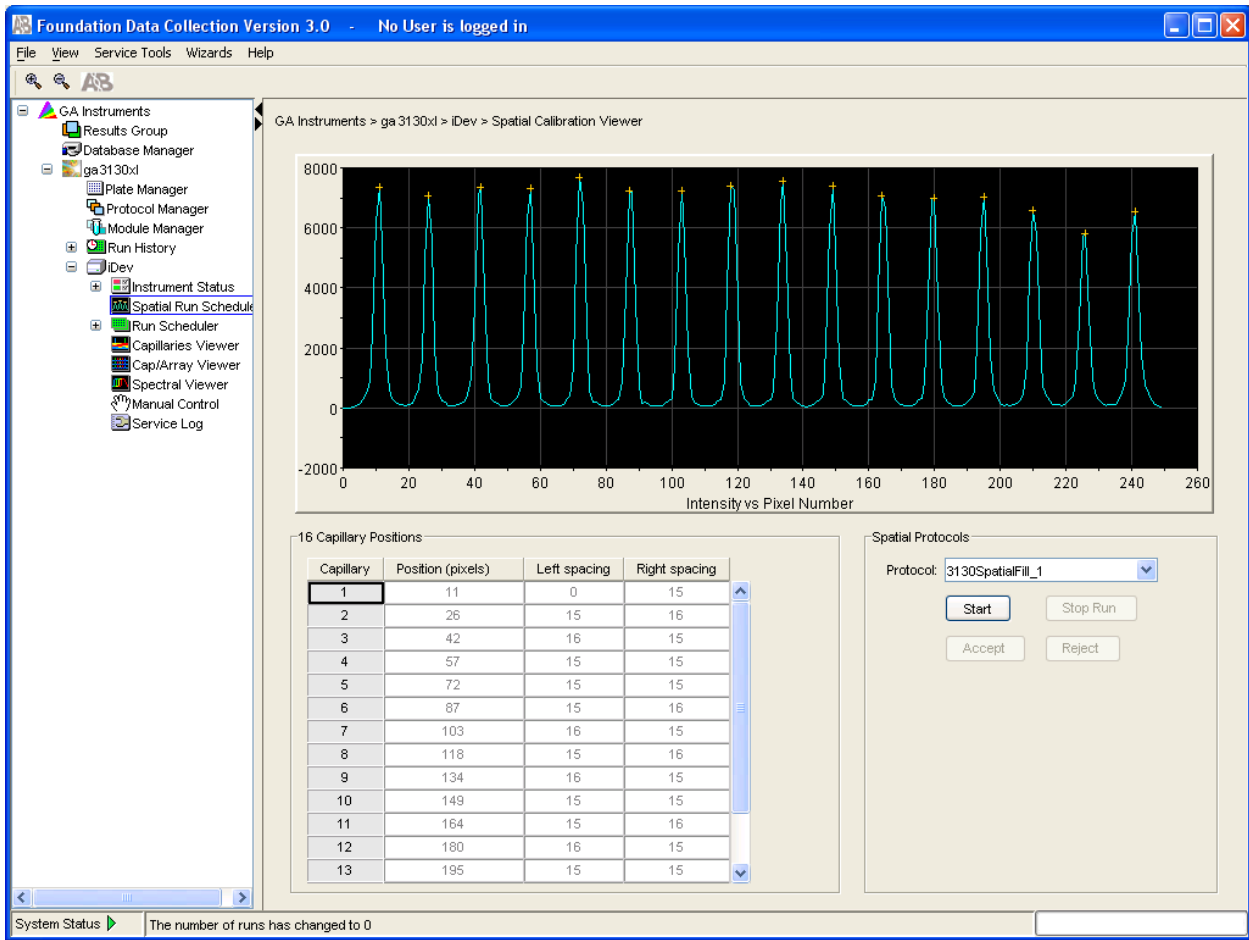 Foundation Data Collection Version 3.0 - No User is logged in
File View Service Tools Wizards Help
GA Instruments
Results Group
Database Manager
ga3130xl
Plate Manager
Protocol Manager
Module Manager
Run History
iDev
Instrument Status
Spatial Run Schedule
Run Scheduler
Capillaries Viewer
Cap/Array Viewer
Spectral Viewer
Manual Control
Service Log
GA Instruments > ga3130xl > iDev > Spatial Calibration Viewer
8000
6000
4000
2000
0
-2000
0 20 40 60 80 100 120 140 160 180 200 220 240 260
Intensity vs Pixel Number
16 Capillary Positions
Capillary Position (pixels) Left spacing Right spacing
1 11 0 15
2 26 15 16
3 42 16 15
4 57 15 15
5 72 15 15
6 87 15 16
7 103 16 15
8 118 15 16
9 134 16 15
10 149 15 15
11 164 15 16
12 180 16 15
13 195 15 15
Spatial Protocols
Protocol: 3130SpatialFill_1
Start Stop Run
Accept Reject
System Status The number of runs has changed to 0